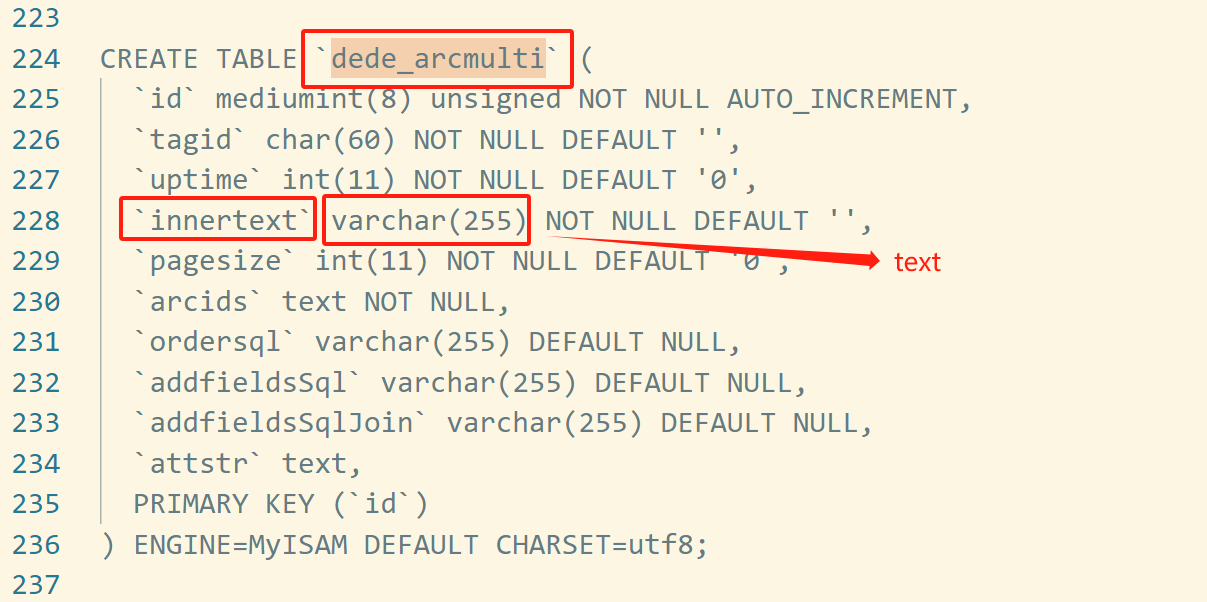 223
224 CREATE TABLE `dede_arcmulti` (
225 `id` mediumint(8) unsigned NOT NULL AUTO_INCREMENT,
226 `tagid` char(60) NOT NULL DEFAULT '',
227 `uptime` int(11) NOT NULL DEFAULT '0',
228 `innertext` varchar(255) NOT NULL DEFAULT '',
229 `pagesize` int(11) NOT NULL DEFAULT '0', text
230 `arcids` text NOT NULL,
231 `ordersql` varchar(255) DEFAULT NULL,
232 `addfieldsSql` varchar(255) DEFAULT NULL,
233 `addfieldsSqlJoin` varchar(255) DEFAULT NULL,
234 `attstr` text,
235 PRIMARY KEY (`id`)
236 ) ENGINE=MyISAM DEFAULT CHARSET=utf8;
237